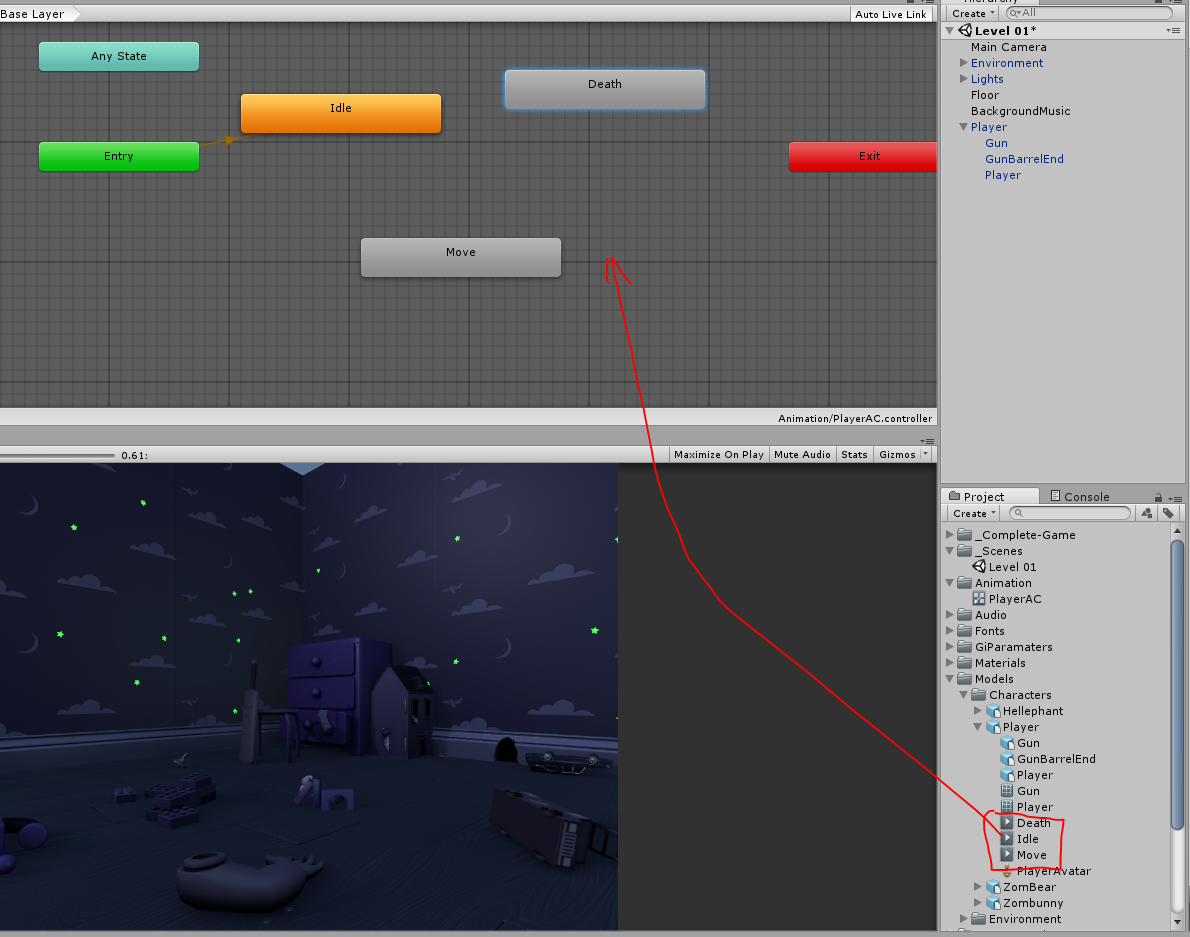 Base Layer
Auto Live Link
Any State
Idle
Death
Entry
Exit
Move
Animation/PlayerAC.controller
0.61:
Maximize On Play
Mute Audio
Stats
Gizmos
Hierarchy
Create
All
Level 01*
Main Camera
Environment
Lights
Floor
BackgroundMusic
Player
Gun
GunBarrelEnd
Player
Project
Console
Create
_Complete-Game
_Scenes
Level 01
Animation
PlayerAC
Audio
Fonts
GiParamaters
Materials
Models
Characters
Hellephant
Player
Gun
GunBarrelEnd
Player
Gun
Player
Death
Idle
Move
PlayerAvatar
ZomBear
Zombunny
Environment